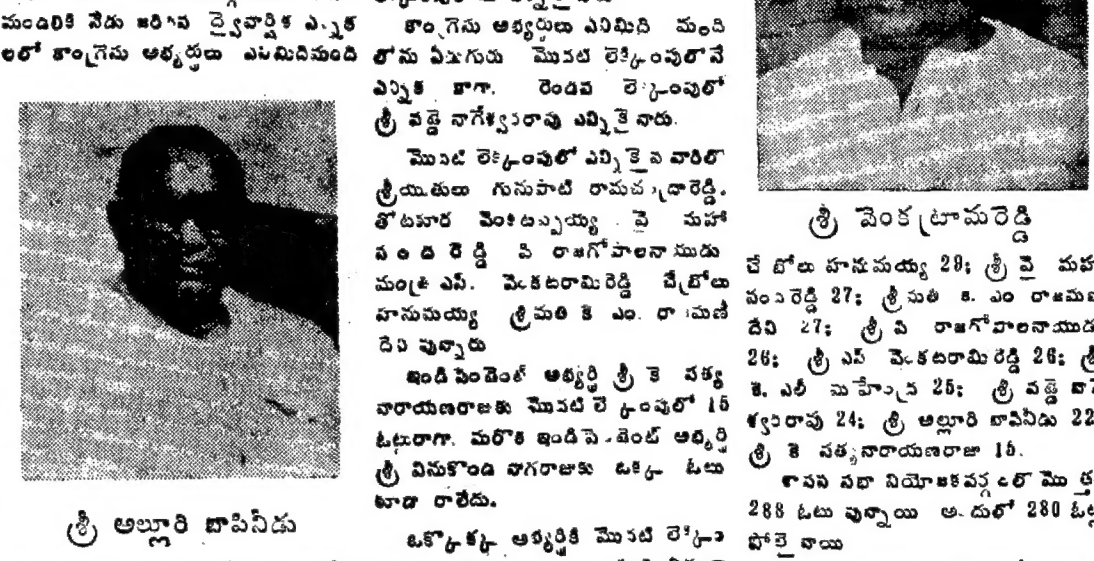 మండలికి నేడు జరిగిన ద్వైవార్షిక ఎన్నిక
లలో కాంగ్రెసు అభ్యర్థులు ఎనిమిదిమంది
శ్రీ అల్లూరి బాపినీడు
కాంగ్రెసు అభ్యర్థులు ఎనిమిది మంది
లోను ఏడుగురు మొదటి లెక్కింపులోనే
ఎన్నిక కాగా. రెండవ లెక్కింపులో
శ్రీ వడ్డె నాగేశ్వరరావు ఎన్నికైనారు.
మొదటి లెక్కింపులో ఎన్నికైన వారిలో
శ్రీయుతులు గునుపాటి రామచంద్రారెడ్డి.
తోటకూర వెంకటప్పయ్య వై మహా
నందరెడ్డి పి రాజగోపాలనాయుడు
మంత్రి ఎస్. వెంకటరామిరెడ్డి చేబ్రోలు
హనుమయ్య శ్రీమతి కె ఎం. రాజమణి
దేవి వున్నారు
ఇండిపెండెంట్ అభ్యర్థి శ్రీ కె సత్య
నారాయణరాజుకు మొదటి లెక్కింపులో 15
ఓట్లురాగా. మరొక ఇండిపెండెంట్ అభ్యర్థి
శ్రీ వినుకొండ నాగరాజుకు ఒక్క ఓటు
కూడా రాలేదు.
ఒక్కొక్క అభ్యర్థికి మొదటి
శ్రీ వెంకట్రామరెడ్డి
చేబ్రోలు హనుమయ్య 29; శ్రీ వై మహా
నందరెడ్డి 27; శ్రీమతి కె. ఎం రాజమణి
దేవి 27; శ్రీ పి రాజగోపాలనాయుడు
26; శ్రీ ఎస్ వెంకటరామిరెడ్డి 26; శ్రీ
25; శ్రీ వడ్డె నాగే
శ్వరరావు 24; శ్రీ అల్లూరి బాపినీడు 22
శ్రీ కె సత్యనారాయణరాజు 15.
శాసన సభా నియోజకవర్గంలో మొత్తం
288 ఓట్లు వున్నాయి అందులో 280 ఓట్లు
పోలైనాయి